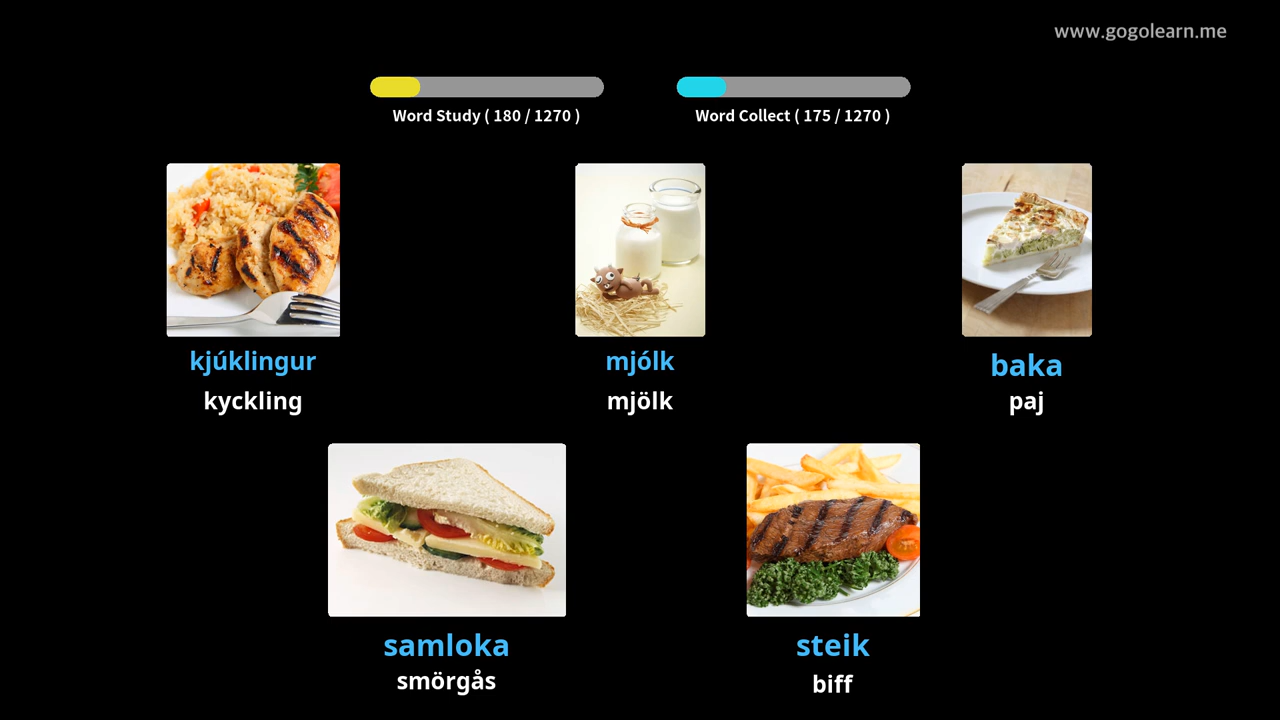 www.gogolearn.me
Word Study ( 180 / 1270 )
Word Collect ( 175 / 1270 )
kjúklingur
kyckling
mjólk
mjölk
baka
paj
samloka
smörgås
steik
biff